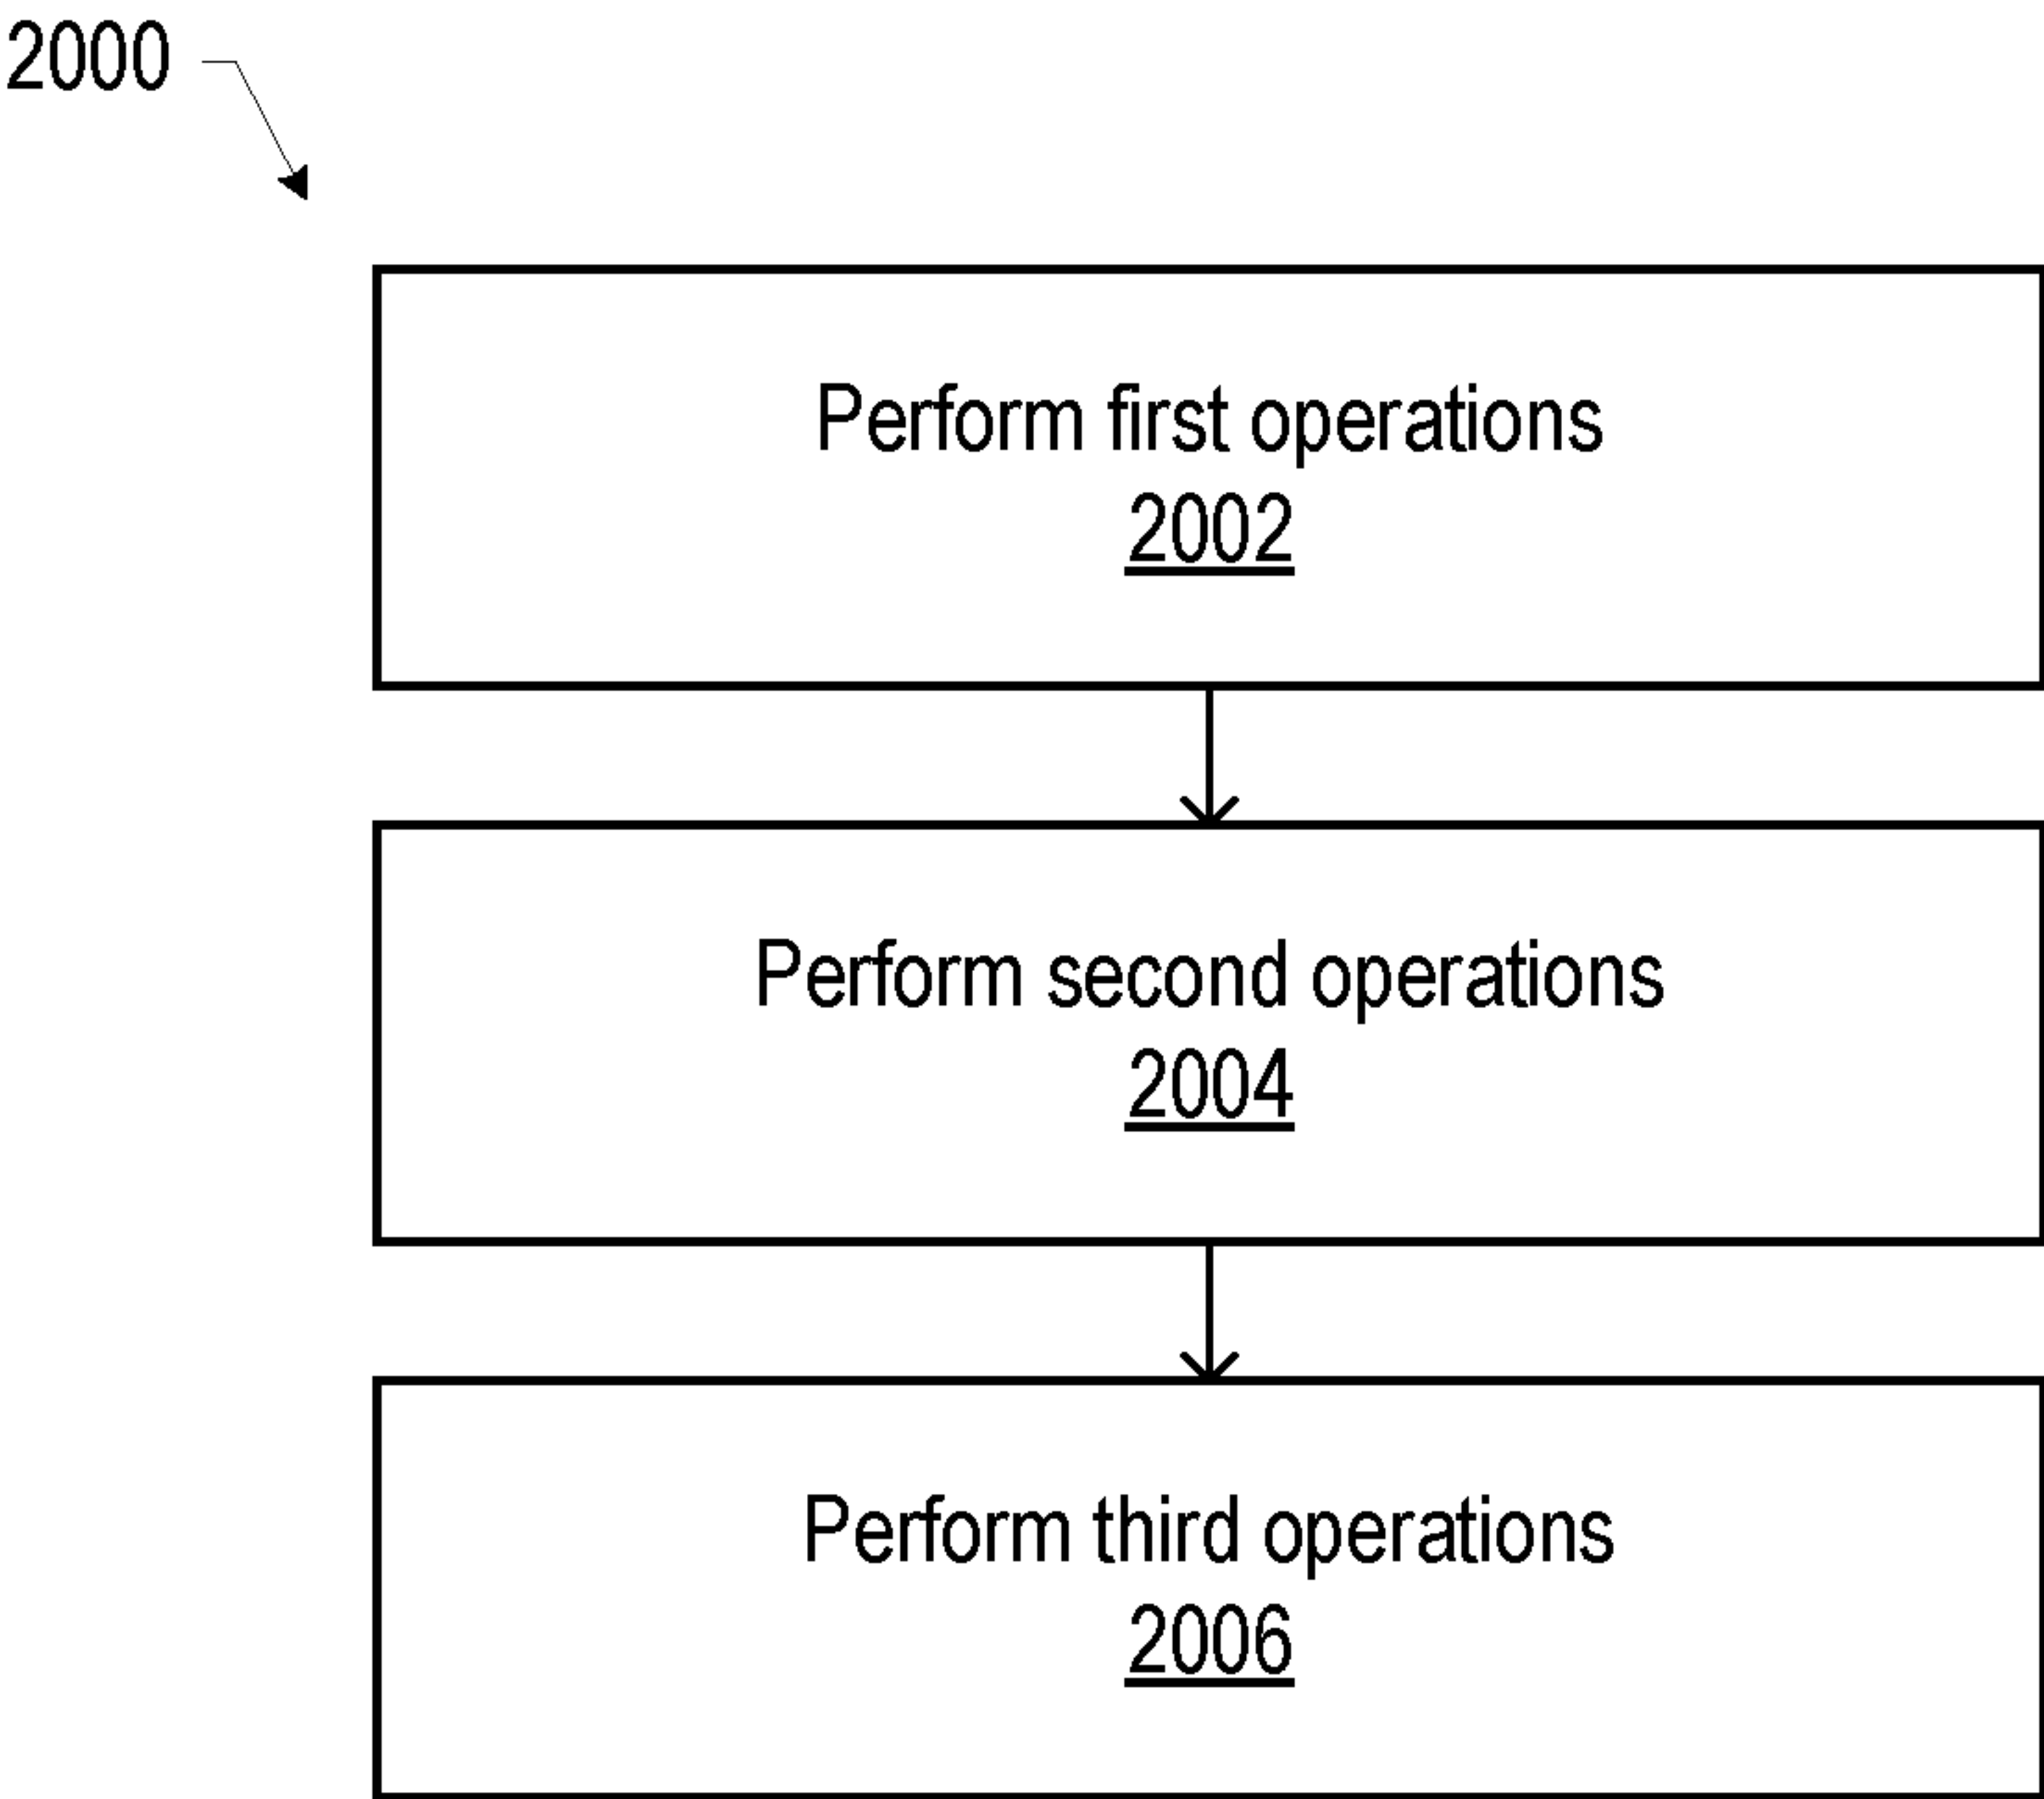 2000
Perform first operations
2002
Perform second operations
2004
Perform third operations
2006